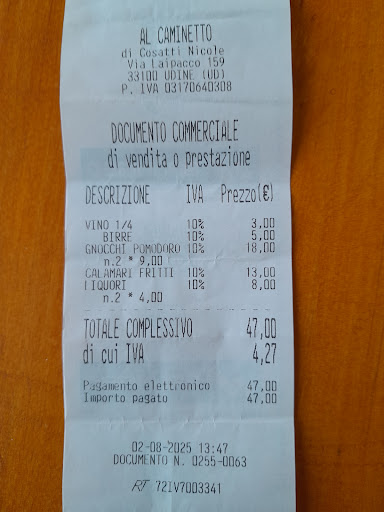 AL CAMINETTO
di Cosatti Nicole
Via Laipacco 159
33100 UDINE (UD)
P. IVA 03170640308
DOCUMENTO COMMERCIALE
di vendita o prestazione
DESCRIZIONE IVA Prezzo(€)
VINO 1/4 10% 3,00
BIRRE 10% 5,00
GNOCCHI POMODORO 10% 18,00
n.2 * 9,00
CALAMARI FRITTI 10% 13,00
LIQUORI 10% 8,00
n.2 * 4,00
TOTALE COMPLESSIVO 47,00
di cui IVA 4,27
Pagamento elettronico 47,00
Importo pagato 47,00
02-08-2025 13:47
DOCUMENTO N. 0255-0063
RT 72IV7003341